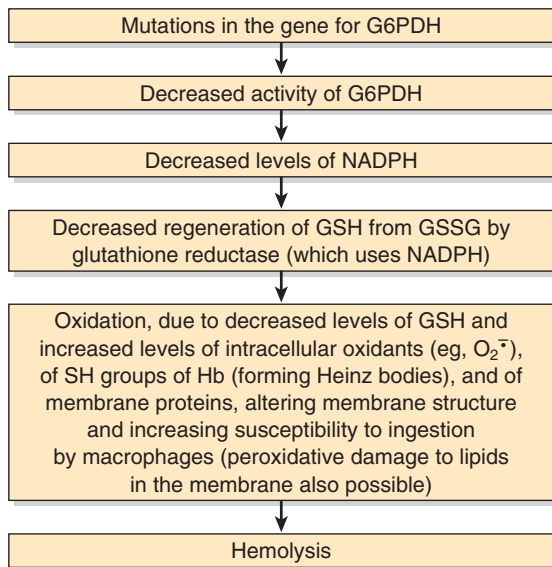 Mutations in the gene for G6PDH
Decreased activity of G6PDH
Decreased levels of NADPH
Decreased regeneration of GSH from GSSG by
glutathione reductase (which uses NADPH)
Oxidation, due to decreased levels of GSH and
increased levels of intracellular oxidants (eg, O₂⁻̄),
of SH groups of Hb (forming Heinz bodies), and of
membrane proteins, altering membrane structure
and increasing susceptibility to ingestion
by macrophages (peroxidative damage to lipids
in the membrane also possible)
Hemolysis